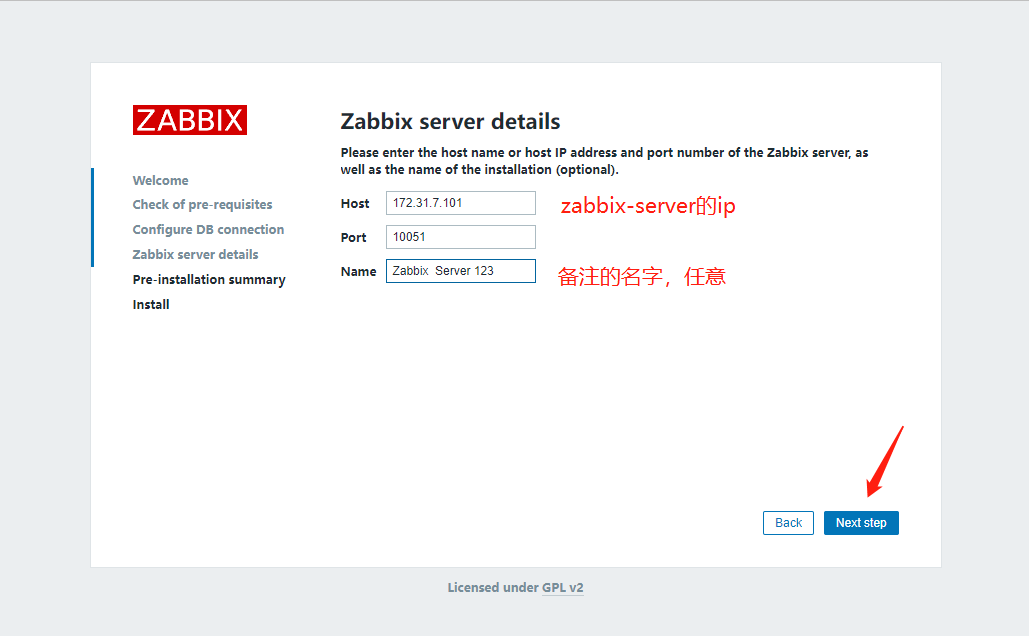 ZABBIX
Welcome
Check of pre-requisites
Configure DB connection
Zabbix server details
Pre-installation summary
Install
Zabbix server details
Please enter the host name or host IP address and port number of the Zabbix server, as
well as the name of the installation (optional).
Host 172.31.7.101 zabbix-server的ip
Port 10051
Name Zabbix  Server 123 备注的名字，任意
Back Next step
Licensed under GPL v2